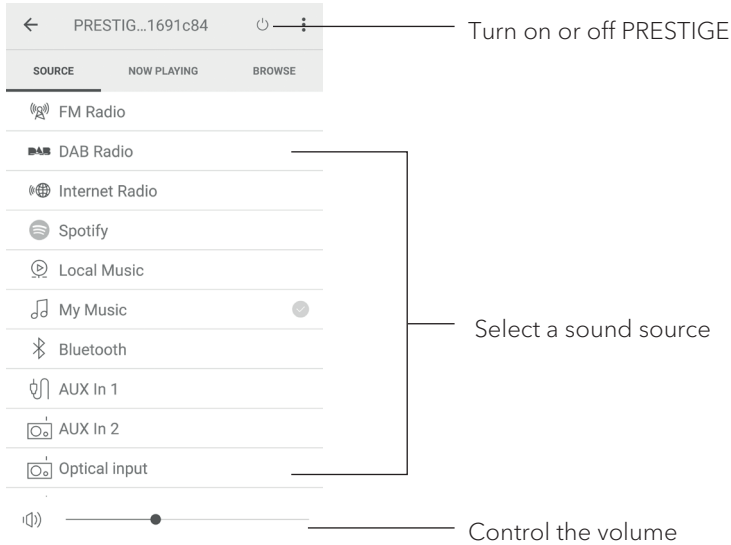 PRESTIG...1691c84
Turn on or off PRESTIGE
SOURCE NOW PLAYING BROWSE
FM Radio
DAB DAB Radio
Internet Radio
Spotify
Local Music
My Music
Select a sound source
Bluetooth
AUX In 1
AUX In 2
Optical input
Control the volume